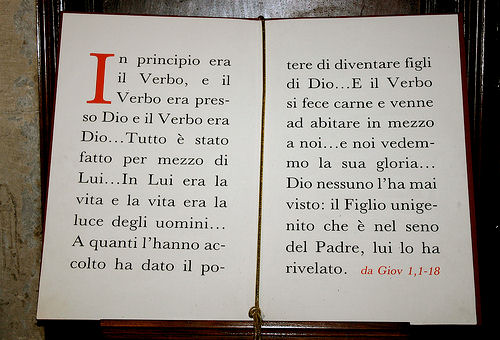 In principio era
il Verbo, e il
Verbo era pres-
so Dio e il Verbo era
Dio...Tutto è stato
fatto per mezzo di
Lui...In Lui era la
vita e la vita era la
luce degli uomini...
A quanti l'hanno ac-
colto ha dato il po-
tere di diventare figli
di Dio...E il Verbo
si fece carne e venne
ad abitare in mezzo
a noi...e noi vedem-
mo la sua gloria...
Dio nessuno l'ha mai
visto: il Figlio unige-
nito che è nel seno
del Padre, lui lo ha
rivelato. da Giov 1,1-18